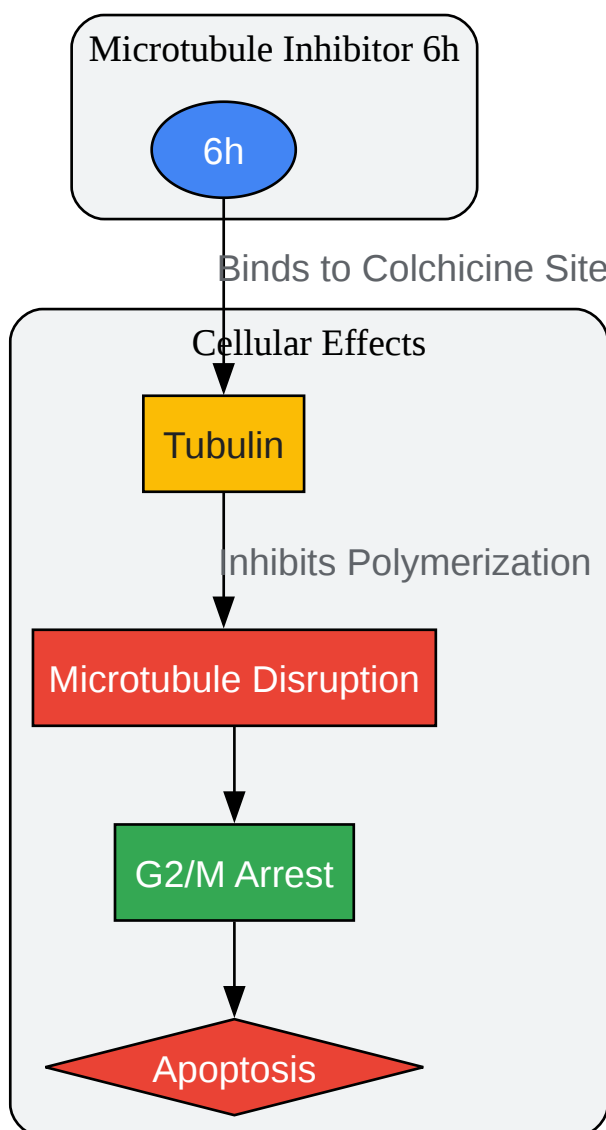 Microtubule Inhibitor 6h
6h
Binds to Colchicine Site
Cellular Effects
Tubulin
Inhibits Polymerization
Microtubule Disruption
G2/M Arrest
Apoptosis